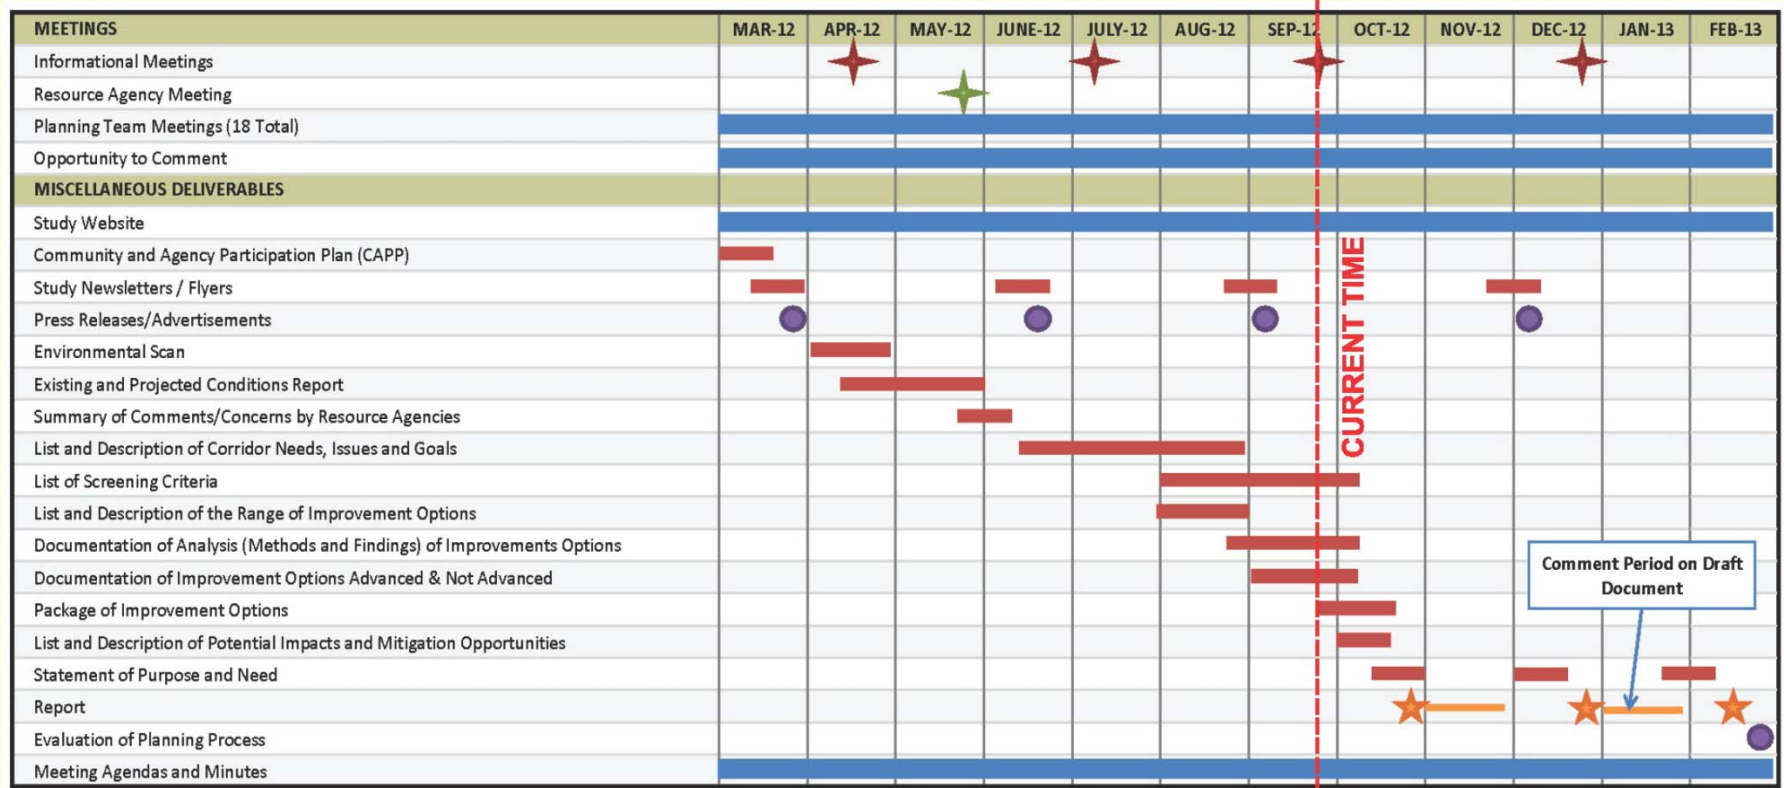 MEETINGS MAR-12 APR-12 MAY-12 JUNE-12 JULY-12 AUG-12 SEP-12 OCT-12 NOV-12 DEC-12 JAN-13 FEB-13
Informational Meetings
Resource Agency Meeting
Planning Team Meetings (18 Total)
Opportunity to Comment
MISCELLANEOUS DELIVERABLES
Study Website
Community and Agency Participation Plan (CAPP)
Study Newsletters / Flyers
Press Releases/Advertisements
Environmental Scan
Existing and Projected Conditions Report
Summary of Comments/Concerns by Resource Agencies
List and Description of Corridor Needs, Issues and Goals
List of Screening Criteria
List and Description of the Range of Improvement Options
Documentation of Analysis (Methods and Findings) of Improvements Options
Documentation of Improvement Options Advanced & Not Advanced
Package of Improvement Options
List and Description of Potential Impacts and Mitigation Opportunities
Statement of Purpose and Need
Report
Evaluation of Planning Process
Meeting Agendas and Minutes
CURRENT TIME
Comment Period on Draft
Document